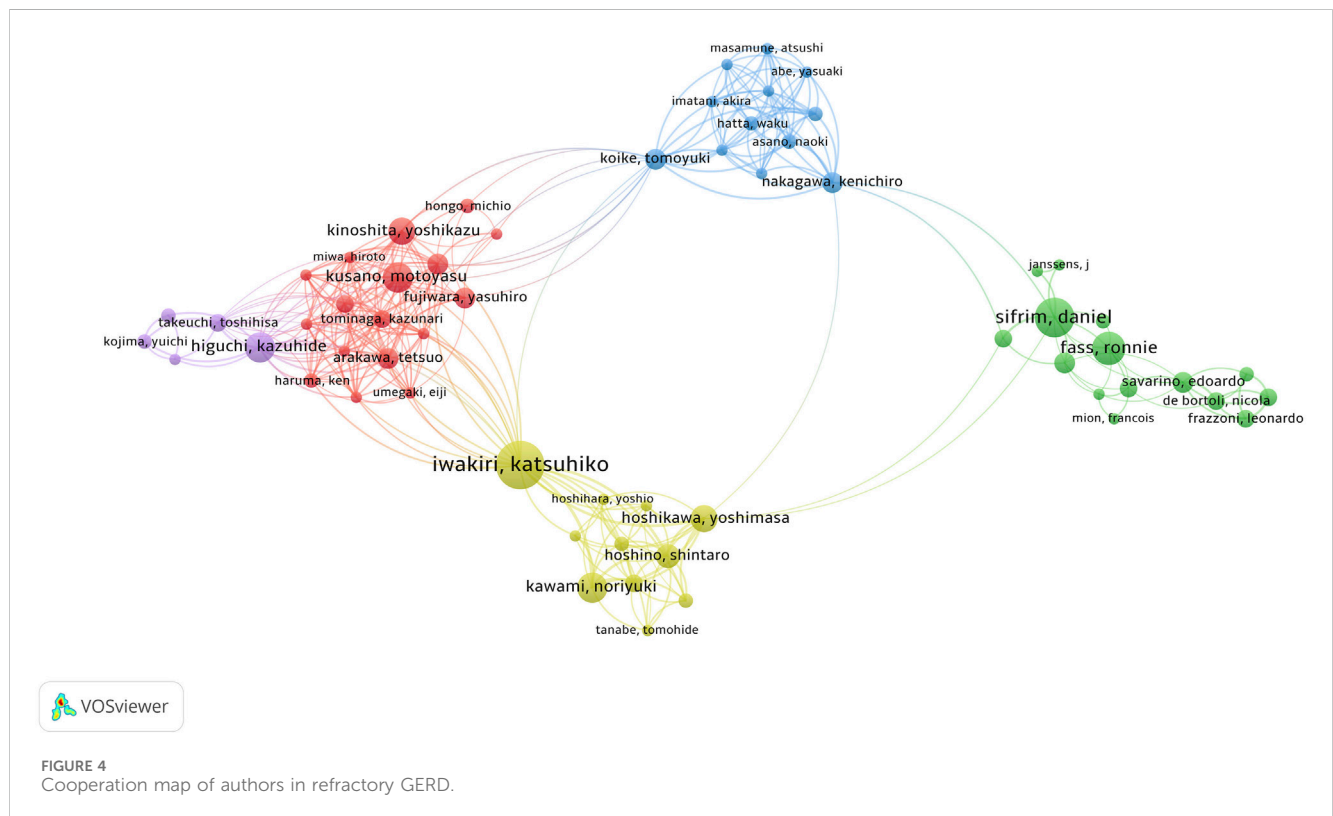 masamune, atsushi
abe, yasuaki
imatani, akira
hatta, waku
asano, naoki
koike, tomoyuki
nakagawa, kenichiro
hongo, michio
kinoshita, yoshikazu
miwa, hiroto
kusano, motoyasu
fujiwara, yasuhiro
tominaga, kazunari
takeuchi, toshihisa
kojima, yuichi
higuchi, kazuhide
arakawa, tetsuo
haruma, ken
umegaki, eiji
janssens, j
sifrim, daniel
fass, ronnie
savarino, edoardo
de bortoli, nicola
mion, francois
frazzoni, leonardo
iwakiri, katsuhiko
hoshihara, yoshio
hoshikawa, yoshimasa
hoshino, shintaro
kawami, noriyuki
tanabe, tomohide
VOSviewer
FIGURE 4
Cooperation map of authors in refractory GERD.